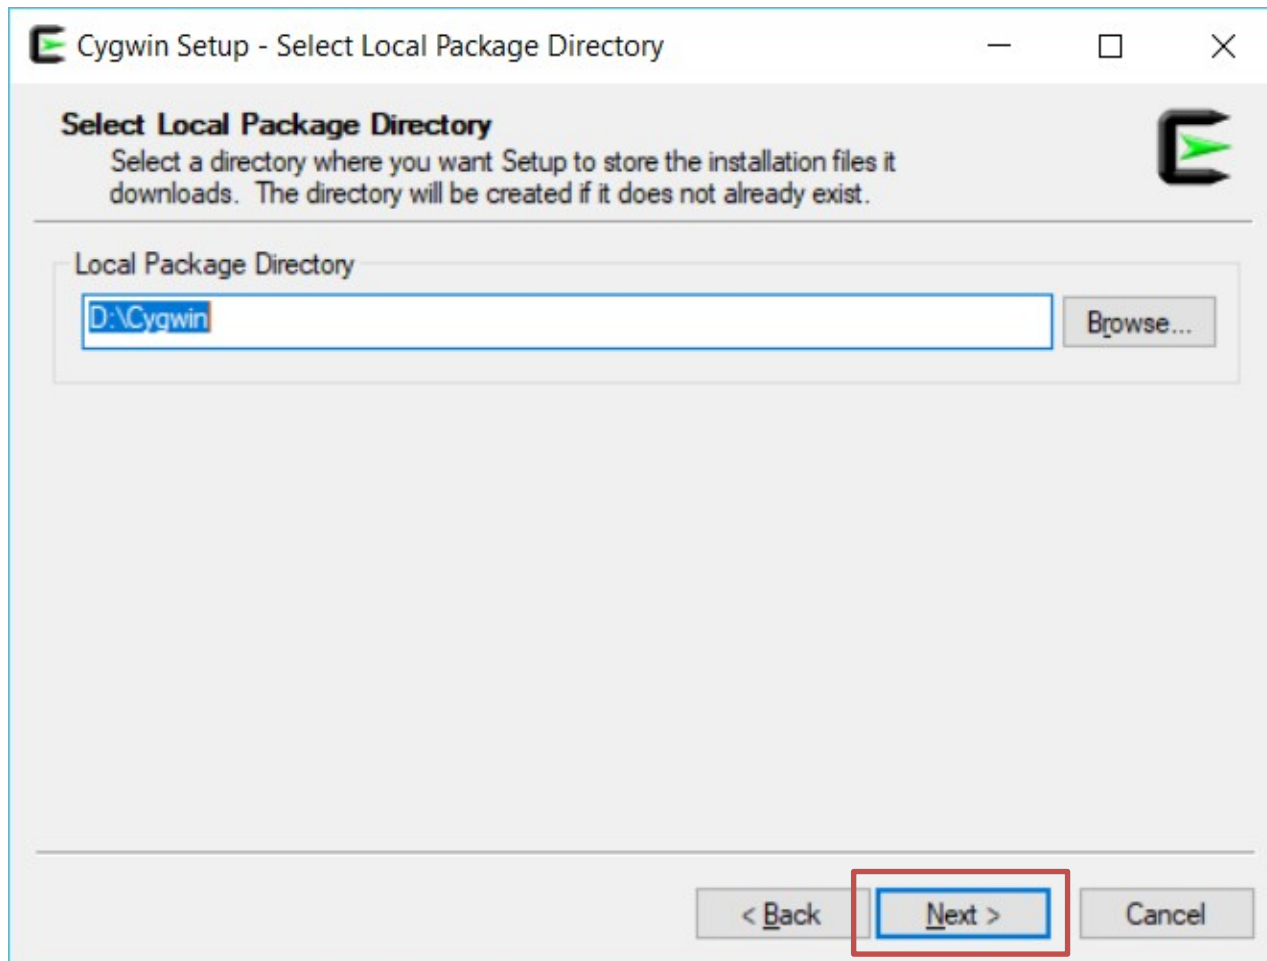 Cygwin Setup - Select Local Package Directory
Select Local Package Directory
Select a directory where you want Setup to store the installation files it
downloads.  The directory will be created if it does not already exist.
Local Package Directory
D:\Cygwin
Browse...
< Back
Next >
Cancel